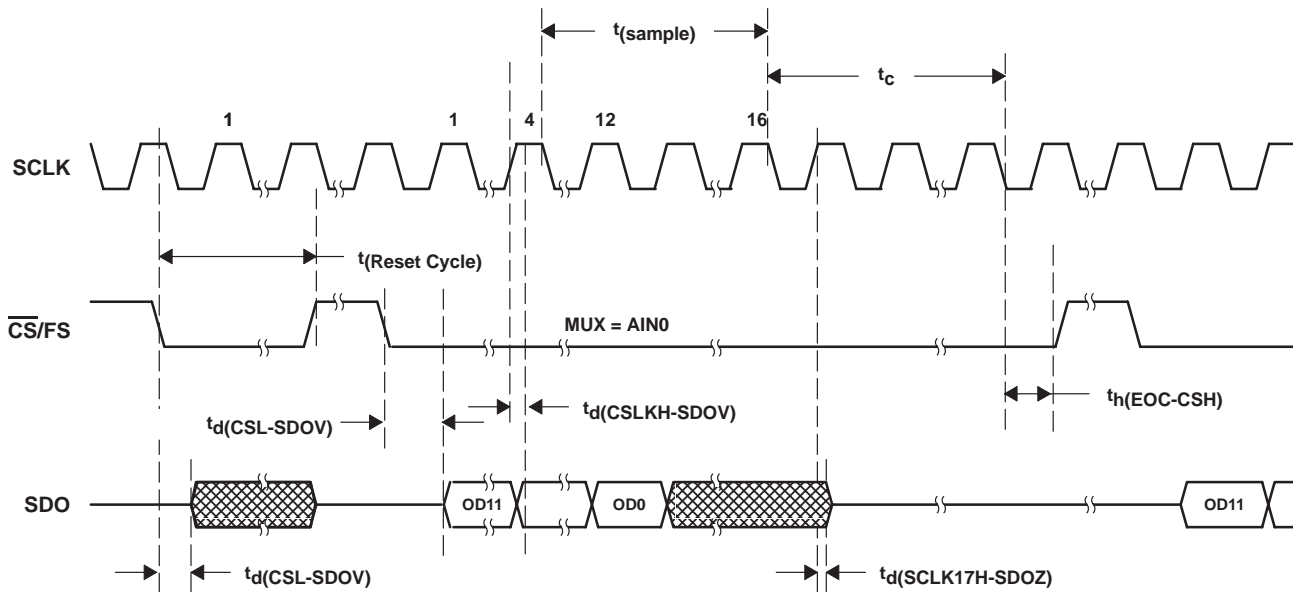 t(sample)
tc
1 1 4 12 16
SCLK
t(Reset Cycle)
CS/FS
MUX = AIN0
td(CSL-SDOV)
td(CSLKH-SDOV)
th(EOC-CSH)
SDO
OD11 OD0 OD11
td(CSL-SDOV)
td(SCLK17H-SDOZ)